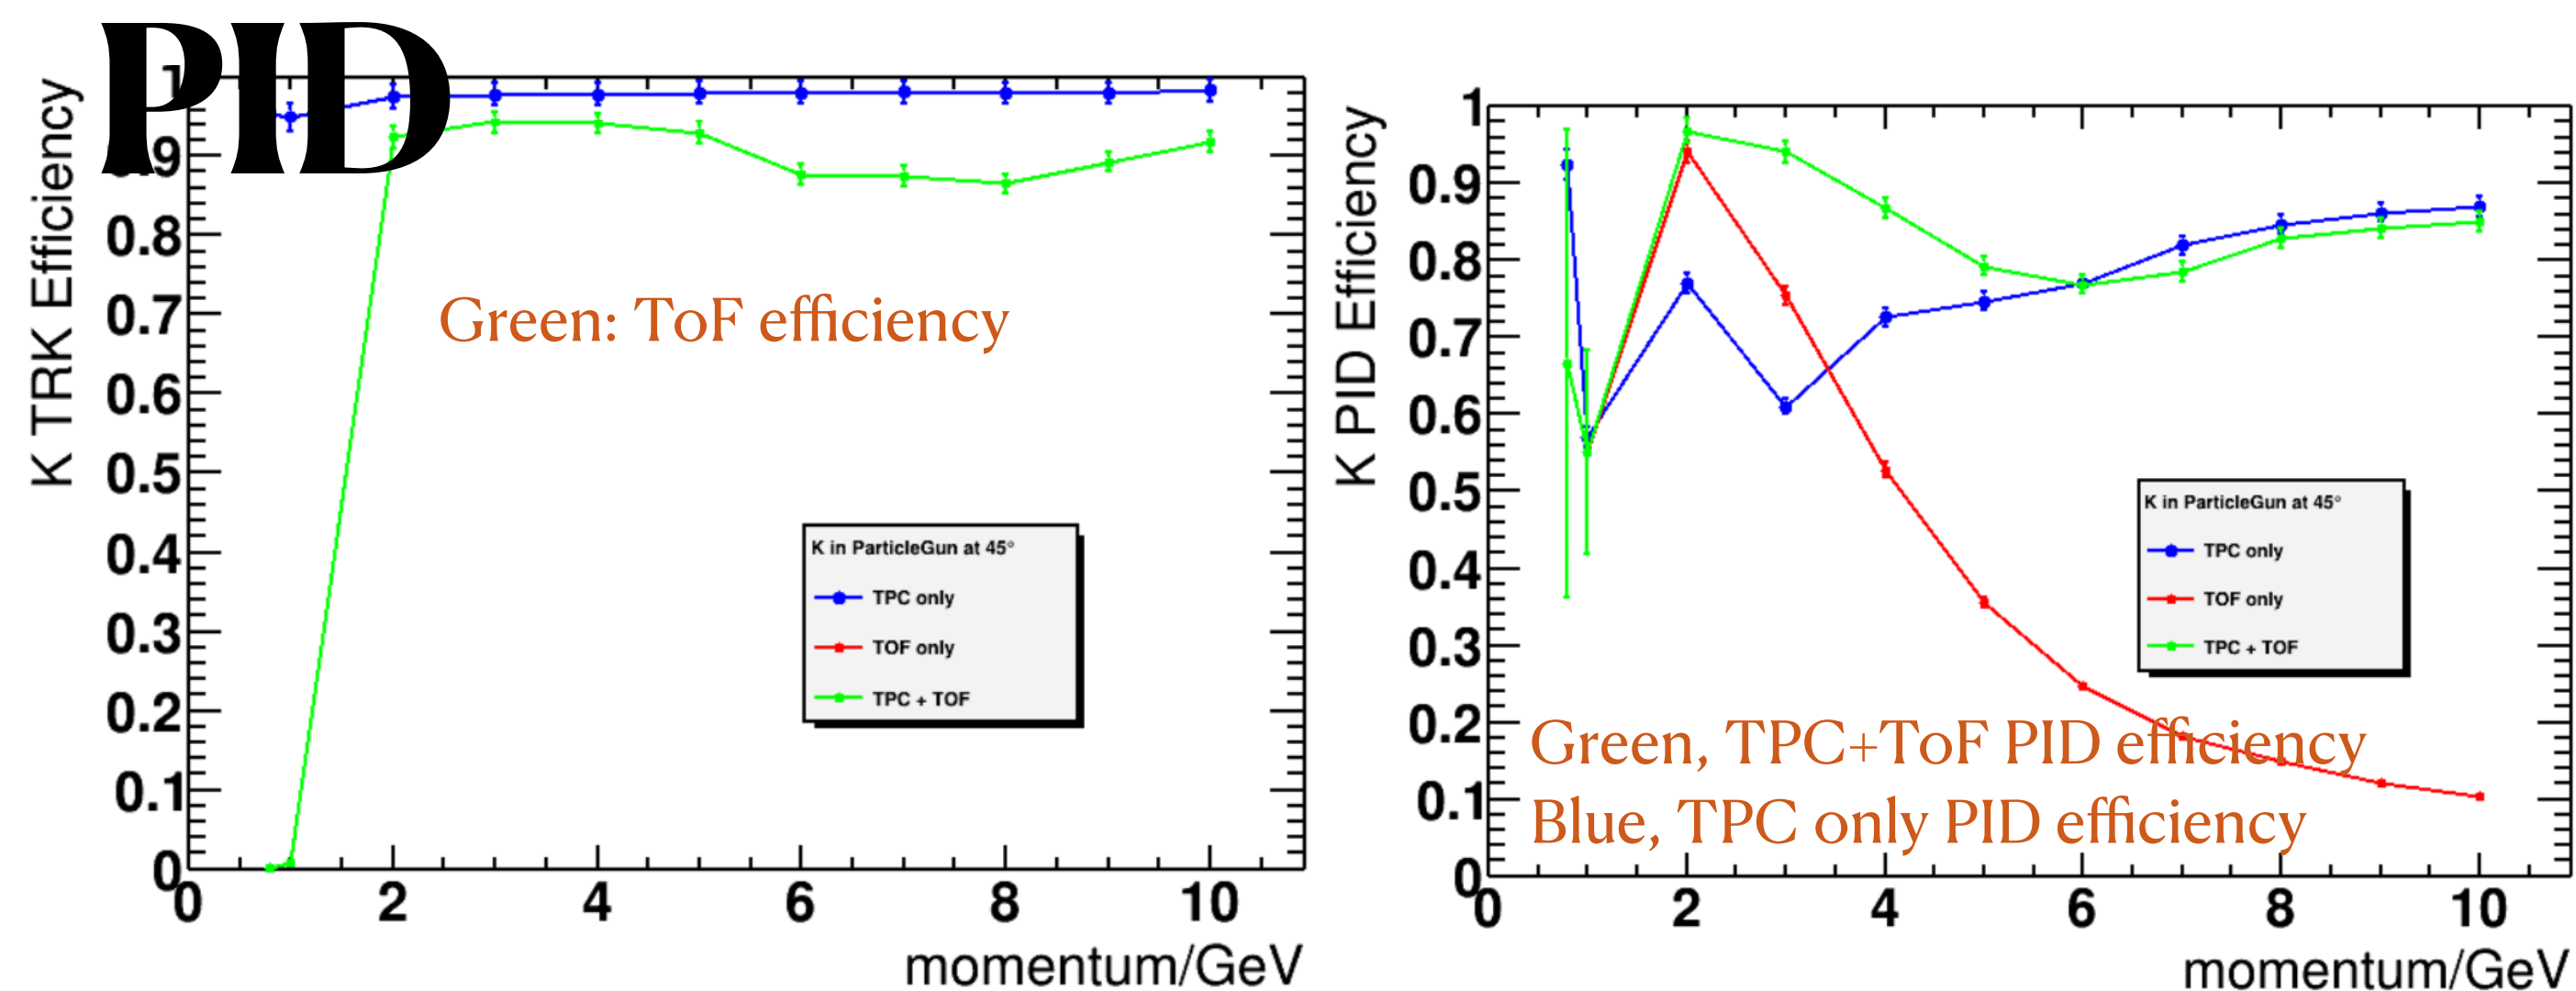 PID
K TRK Efficiency
1
0.8
0.7
0.6
0.5
0.4
0.3
0.2
0.1
0
0 2 4 6 8 10
momentum/GeV
Green: ToF efficiency
K in ParticleGun at 45°
TPC only
TOF only
TPC + TOF
K PID Efficiency
1
0.9
0.8
0.7
0.6
0.5
0.4
0.3
0.2
0.1
0
0 2 4 6 8 10
momentum/GeV
K in ParticleGun at 45°
TPC only
TOF only
TPC + TOF
Green, TPC+ToF PID efficiency
Blue, TPC only PID efficiency